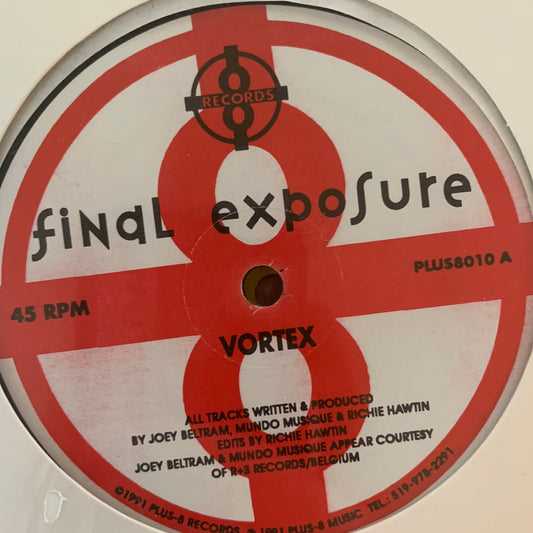 8
RECORDS
final exposure
PLUS8010 A
45 RPM
VORTEX
ALL TRACKS WRITTEN & PRODUCED
BY JOEY BELTRAM, MUNDO MUSIQUE & RICHIE HAWTIN
EDITS BY RICHIE HAWTIN
JOEY BELTRAM & MUNDO MUSIQUE APPEAR COURTESY
OF R+S RECORDS/BELGIUM
©1991 PLUS-8 RECORDS ℗ 1991 PLUS-8 MUSIC TEL.: 519-978-2291